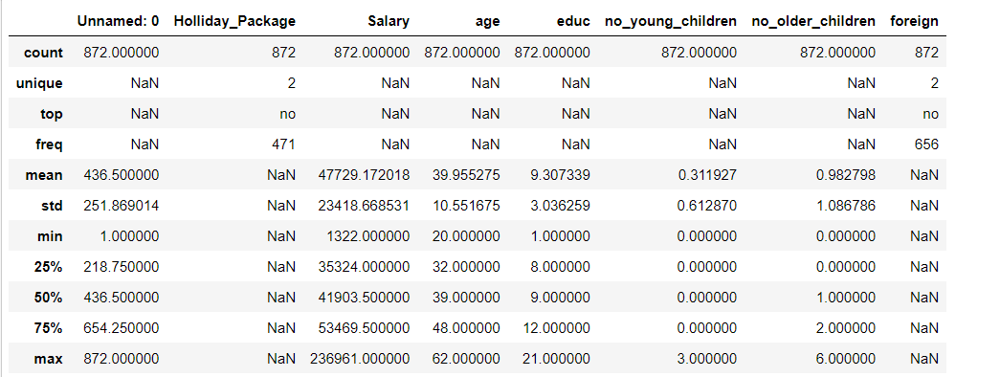 Unnamed: 0 Holliday_Package Salary age educ no_young_children no_older_children foreign
count 872.000000 872 872.000000 872.000000 872.000000 872.000000 872.000000 872
unique NaN 2 NaN NaN NaN NaN NaN 2
top NaN no NaN NaN NaN NaN NaN no
freq NaN 471 NaN NaN NaN NaN NaN 656
mean 436.500000 NaN 47729.172018 39.955275 9.307339 0.311927 0.982798 NaN
std 251.869014 NaN 23418.668531 10.551675 3.036259 0.612870 1.086786 NaN
min 1.000000 NaN 1322.000000 20.000000 1.000000 0.000000 0.000000 NaN
25% 218.750000 NaN 35324.000000 32.000000 8.000000 0.000000 0.000000 NaN
50% 436.500000 NaN 41903.500000 39.000000 9.000000 0.000000 1.000000 NaN
75% 654.250000 NaN 53469.500000 48.000000 12.000000 0.000000 2.000000 NaN
max 872.000000 NaN 236961.000000 62.000000 21.000000 3.000000 6.000000 NaN